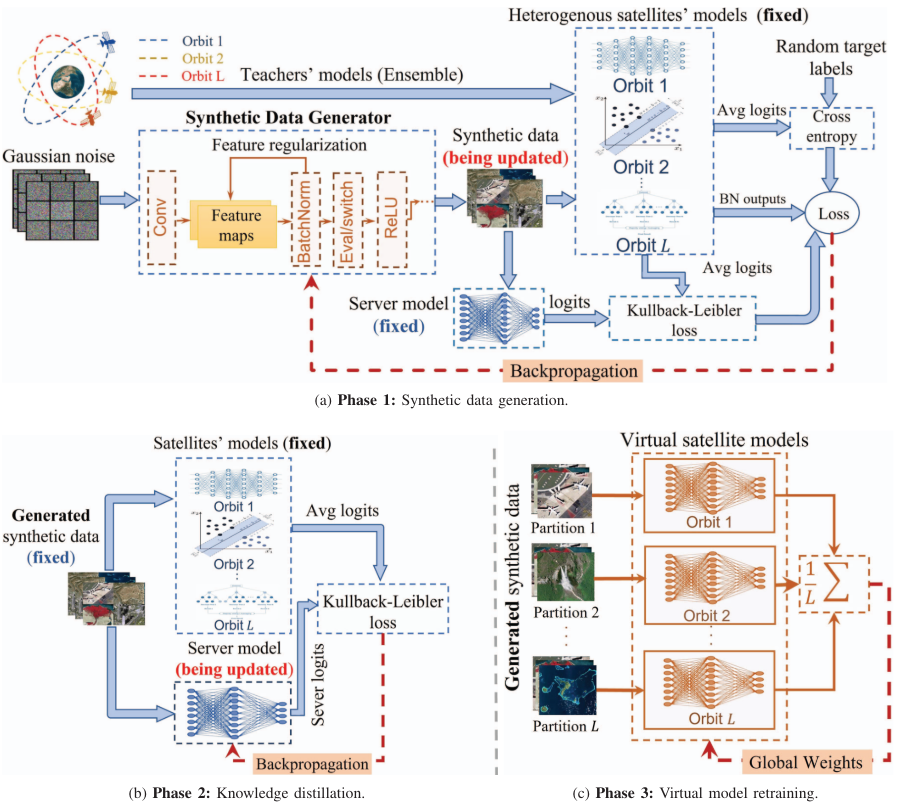 Heterogenous satellites' models (fixed)
Orbit 1
Orbit 2
Orbit L
Teachers' models (Ensemble)
Random target
labels
Orbit 1
Orbit 2
Orbit L
Avg logits
Cross
entropy
Synthetic Data Generator
Gaussian noise
Feature regularization
Conv
Feature
maps
BatchNorm
Eval/switch
ReLU
Synthetic data
(being updated)
BN outputs
Loss
Avg logits
Server model
(fixed)
logits
Kullback-Leibler
loss
Backpropagation
(a) Phase 1: Synthetic data generation.
Satellites' models (fixed)
Generated
synthetic data
(fixed)
Orbit 1
Orbit 2
Orbit L
Avg logits
Kullback-Leibler
loss
Server model
(being updated)
Sever logits
Backpropagation
(b) Phase 2: Knowledge distillation.
Virtual satellite models
Generated synthetic data
Partition 1
Orbit 1
Partition 2
Orbit 2
Partition L
Orbit L
1/L ∑
Global Weights
(c) Phase 3: Virtual model retraining.